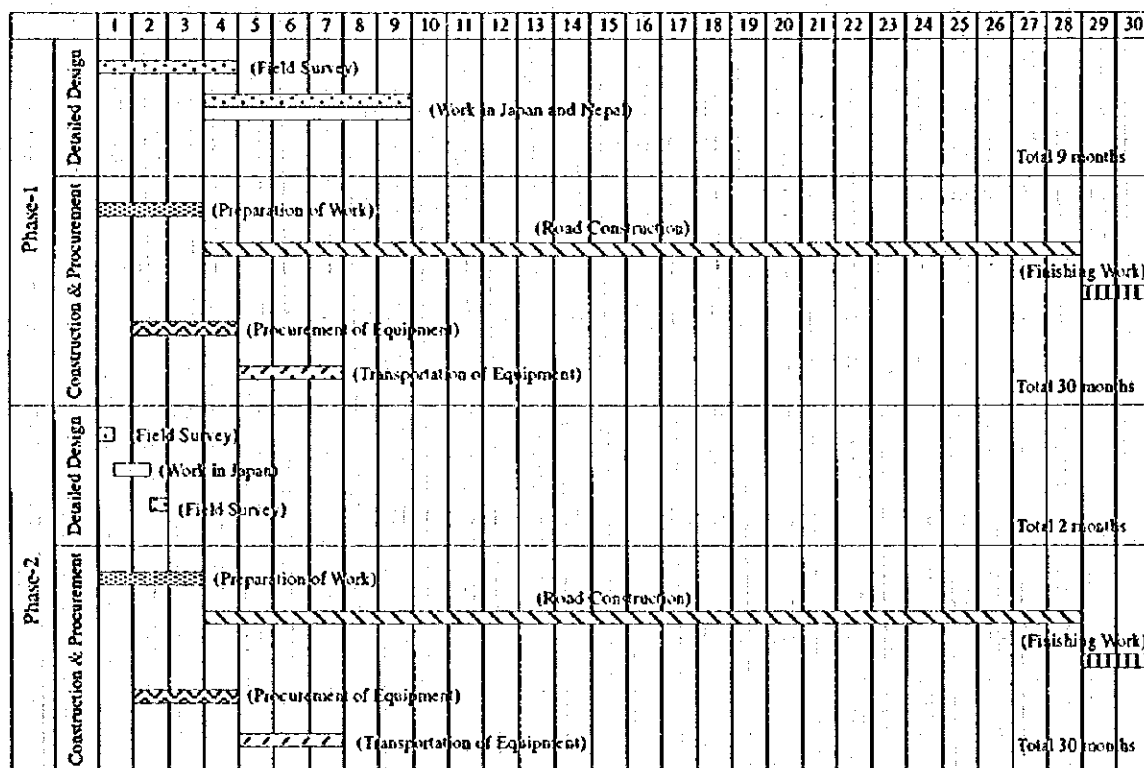 1 2 3 4 5 6 7 8 9 10 11 12 13 14 15 16 17 18 19 20 21 22 23 24 25 26 27 28 29 30
Phase-1
Detailed Design
(Field Survey)
(Work in Japan and Nepal)
Total 9 months
Construction & Procurement
(Preparation of Work)
(Road Construction)
(Finishing Work)
(Procurement of Equipment)
(Transportation of Equipment)
Total 30 months
Phase-2
Detailed Design
(Field Survey)
(Work in Japan)
(Field Survey)
Total 2 months
Construction & Procurement
(Preparation of Work)
(Road Construction)
(Finishing Work)
(Procurement of Equipment)
(Transportation of Equipment)
Total 30 months